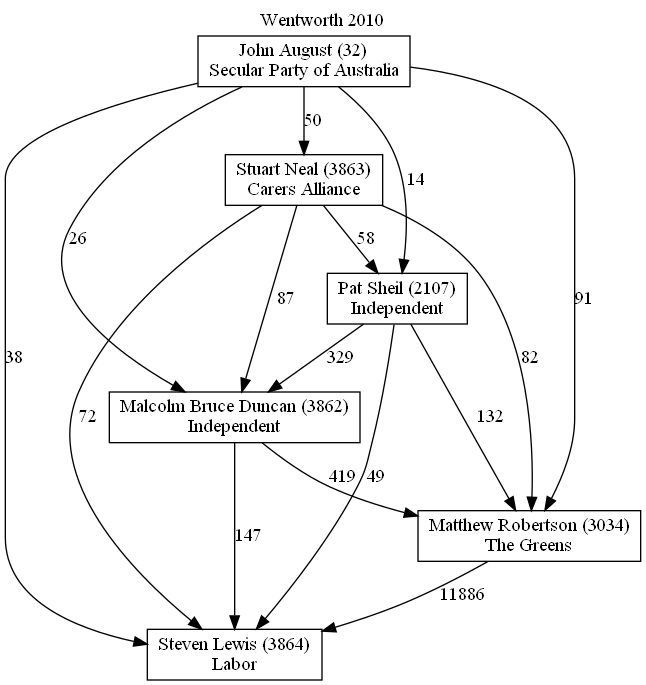 Wentworth 2010
John August (32)
Secular Party of Australia
50
Stuart Neal (3863)
Carers Alliance
14
26
58
Pat Sheil (2107)
Independent
87
91
38
329
82
Malcolm Bruce Duncan (3862)
Independent
72
132
419
49
Matthew Robertson (3034)
The Greens
147
11886
Steven Lewis (3864)
Labor